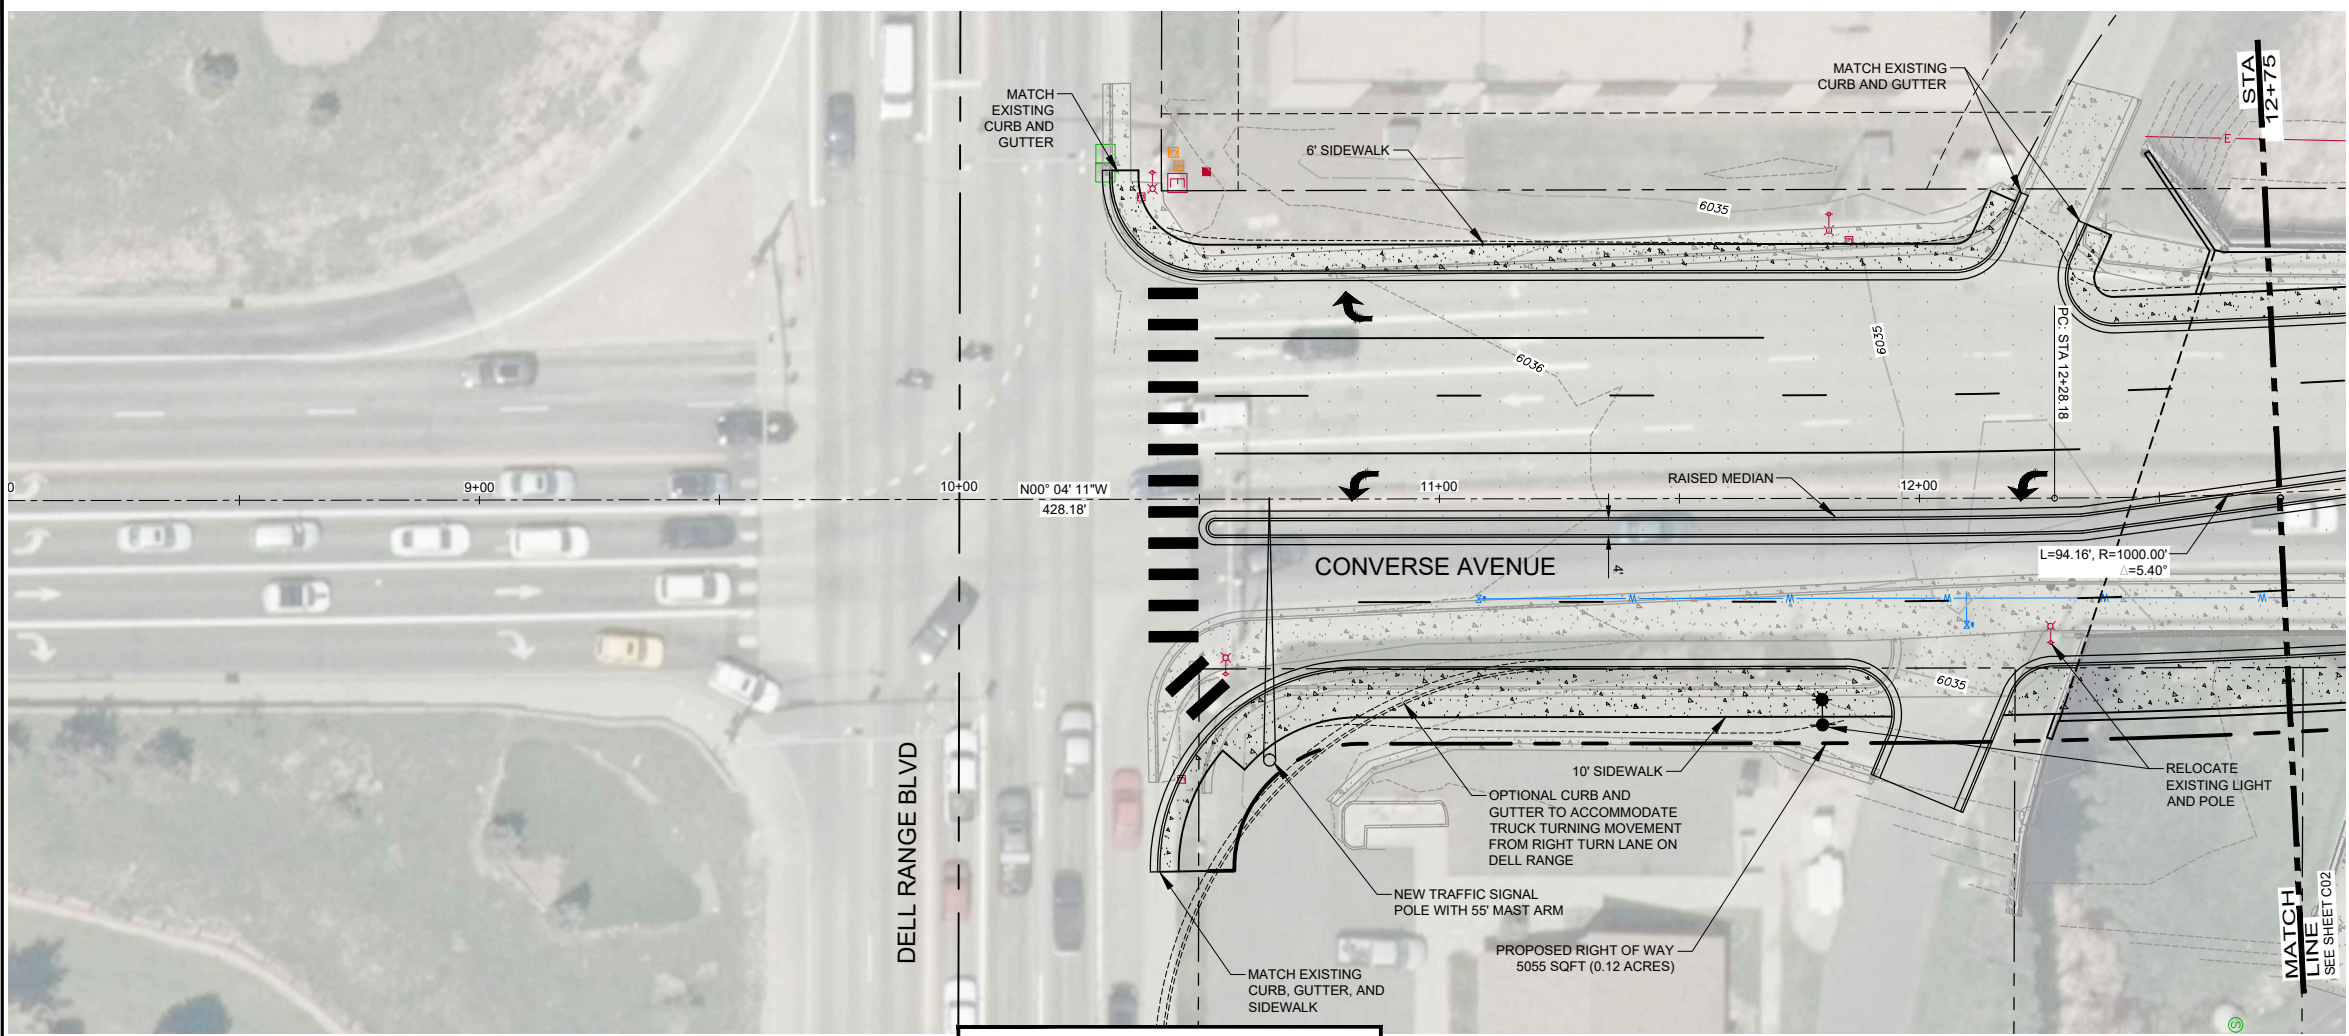 MATCH
EXISTING
CURB AND
GUTTER
6' SIDEWALK
MATCH EXISTING
CURB AND GUTTER
STA
12+75
E
E
6035
6036
6035
PC: STA 12+28.18
0
9+00
10+00
N00° 04' 11"W
428.18'
11+00
RAISED MEDIAN
12+00
CONVERSE AVENUE
4'
L=94.16', R=1000.00'
Δ=5.40°
W
W
W
W
W
6035
10' SIDEWALK
OPTIONAL CURB AND
GUTTER TO ACCOMMODATE
TRUCK TURNING MOVEMENT
FROM RIGHT TURN LANE ON
DELL RANGE
RELOCATE
EXISTING LIGHT
AND POLE
DELL RANGE BLVD
NEW TRAFFIC SIGNAL
POLE WITH 55' MAST ARM
PROPOSED RIGHT OF WAY
5055 SQFT (0.12 ACRES)
MATCH EXISTING
CURB, GUTTER, AND
SIDEWALK
MATCH
LINE
SEE SHEET C02
S